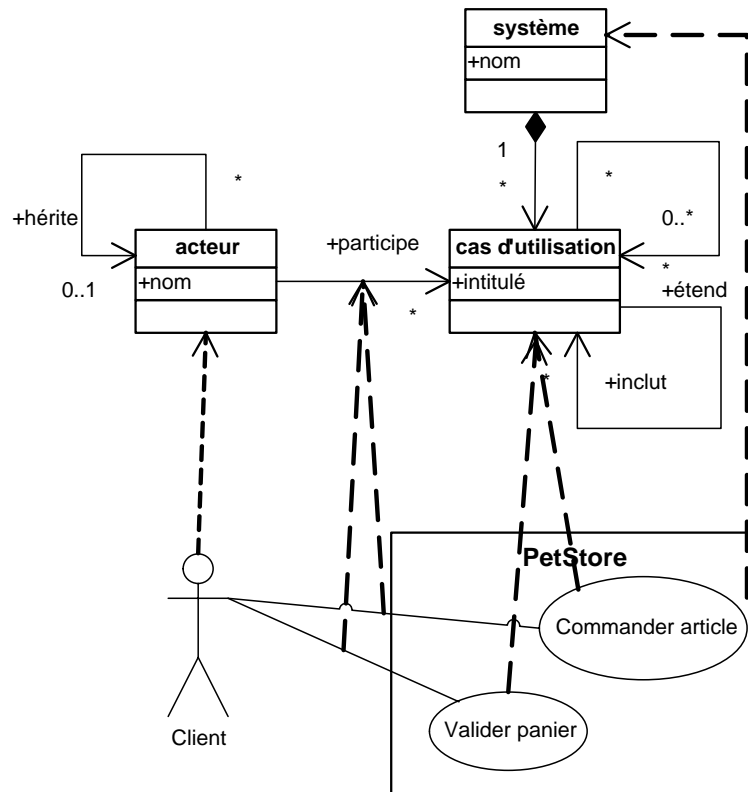 système
+nom
1
*
*
*
0..*
+hérite
acteur
+participe
cas d'utilisation
0..1
+nom
*
+intitulé
*
+étend
*
+inclut
PetStore
Commander article
Valider panier
Client